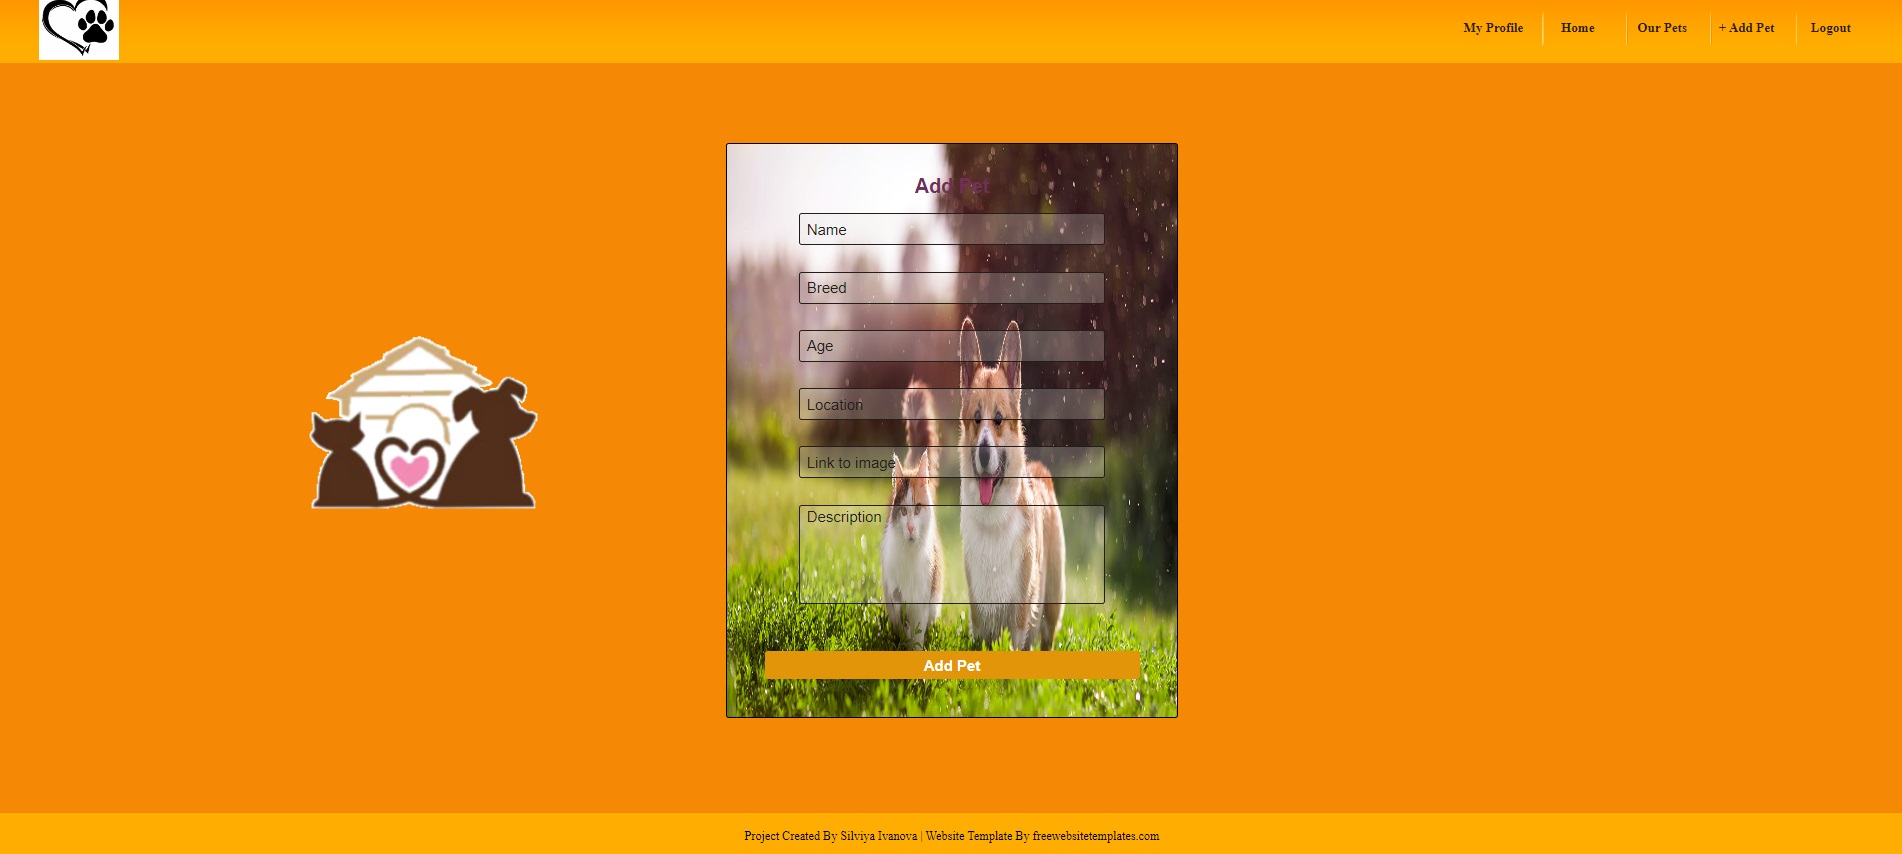 My Profile
Home
Our Pets
+ Add Pet
Logout
Add Pet
Name
Breed
Age
Location
Link to image
Description
Add Pet
Project Created By Silviya Ivanova | Website Template By freewebsitetemplates.com